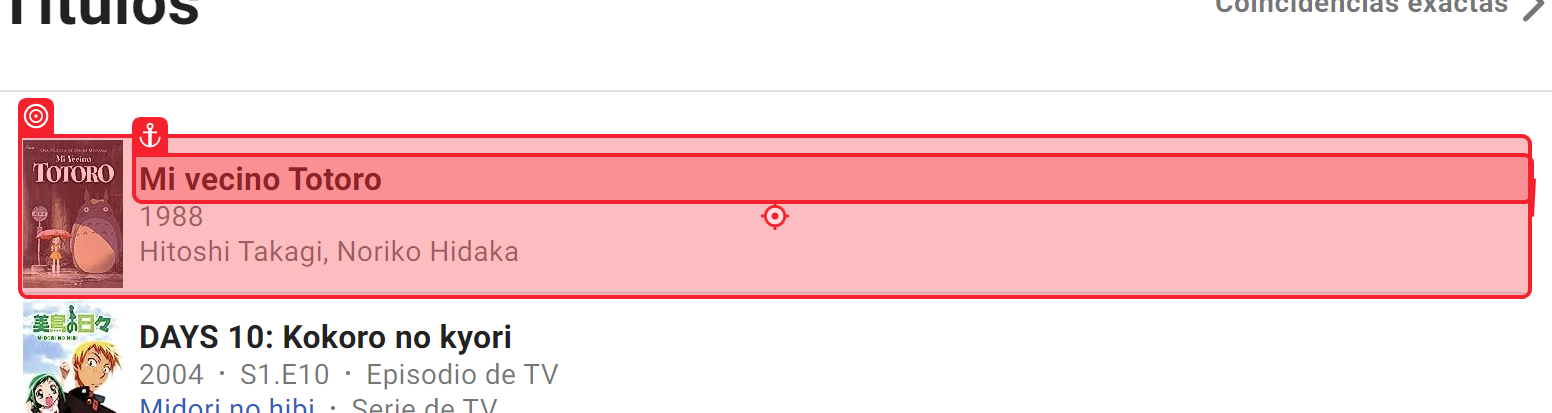 Títulos
Coincidencias exactas
Mi Vecino
TOTORO
Mi vecino Totoro
1988
Hitoshi Takagi, Noriko Hidaka
美鳥の日々
MIDORI NO HIBI
DAYS 10: Kokoro no kyori
2004 · S1.E10 · Episodio de TV
Midori no hibi · Serie de TV